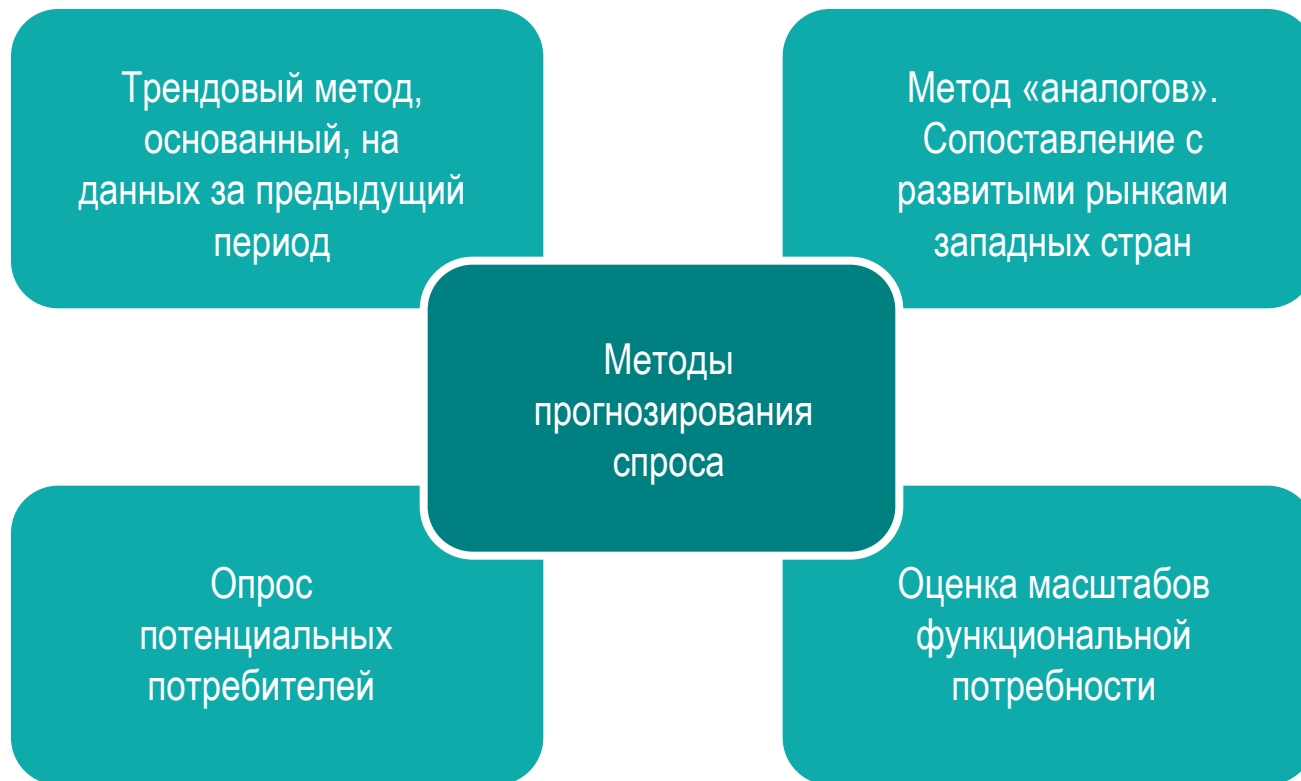 Трендовый метод,
основанный, на
данных за предыдущий
период
Метод «аналогов».
Сопоставление с
развитыми рынками
западных стран
Методы
прогнозирования
спроса
Опрос
потенциальных
потребителей
Оценка масштабов
функциональной
потребности